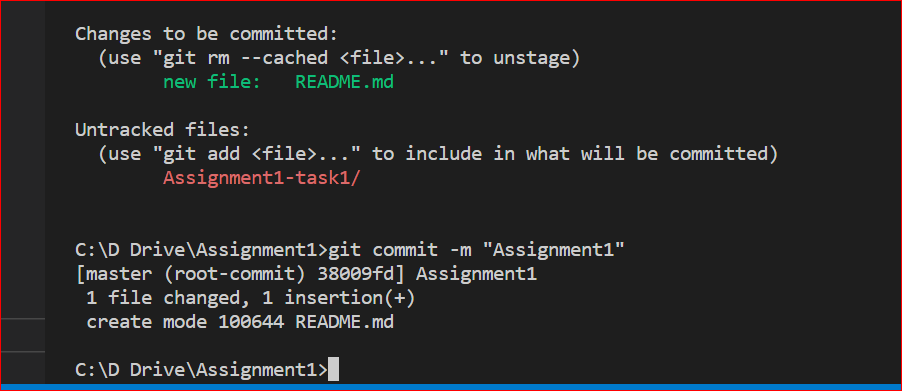 Changes to be committed:
  (use "git rm --cached <file>..." to unstage)
        new file:   README.md
Untracked files:
  (use "git add <file>..." to include in what will be committed)
        Assignment1-task1/
C:\D Drive\Assignment1>git commit -m "Assignment1"
[master (root-commit) 38009fd] Assignment1
 1 file changed, 1 insertion(+)
 create mode 100644 README.md
C:\D Drive\Assignment1>